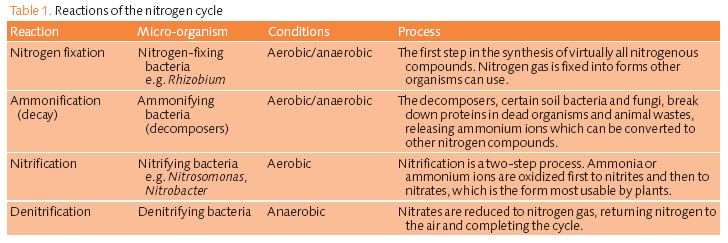 Table 1. Reactions of the nitrogen cycle
Reaction Micro-organism Conditions Process
Nitrogen fixation Nitrogen-fixing Aerobic/anaerobic The first step in the synthesis of virtually all nitrogenous
bacteria compounds. Nitrogen gas is fixed into forms other
e.g. Rhizobium organisms can use.
Ammonification Ammonifying Aerobic/anaerobic The decomposers, certain soil bacteria and fungi, break
(decay) bacteria down proteins in dead organisms and animal wastes,
(decomposers) releasing ammonium ions which can be converted to
other nitrogen compounds.
Nitrification Nitrifying bacteria Aerobic Nitrification is a two-step process. Ammonia or
e.g. Nitrosomonas, ammonium ions are oxidized first to nitrites and then to
Nitrobacter nitrates, which is the form most usable by plants.
Denitrification Denitrifying bacteria Anaerobic Nitrates are reduced to nitrogen gas, returning nitrogen to
the air and completing the cycle.